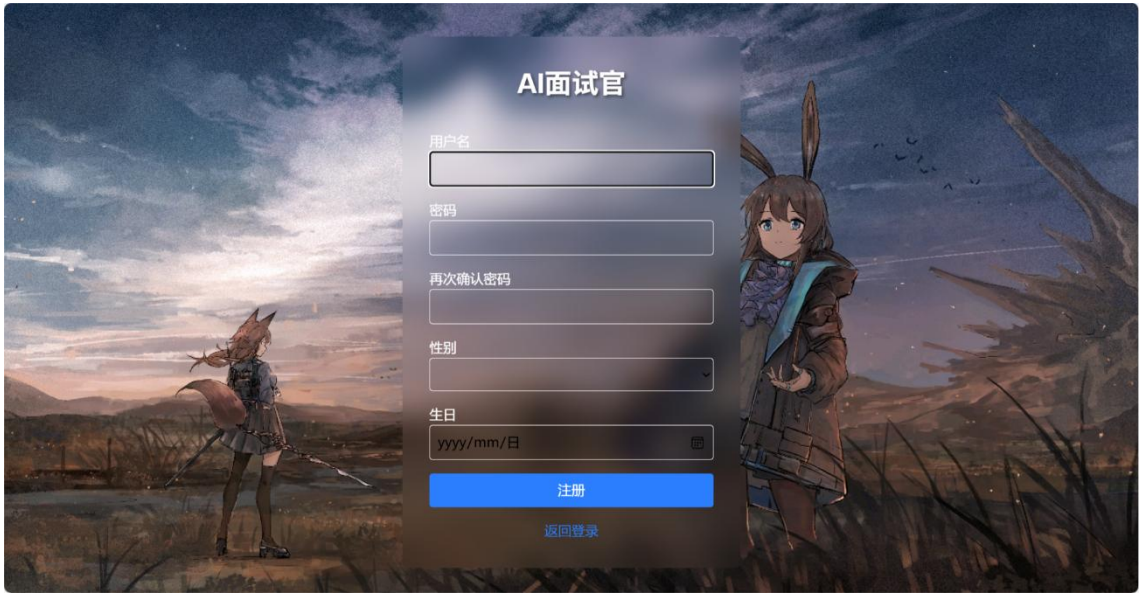 AI面试官
用户名
密码
再次确认密码
性别
生日
yyyy/mm/日
注册
返回登录